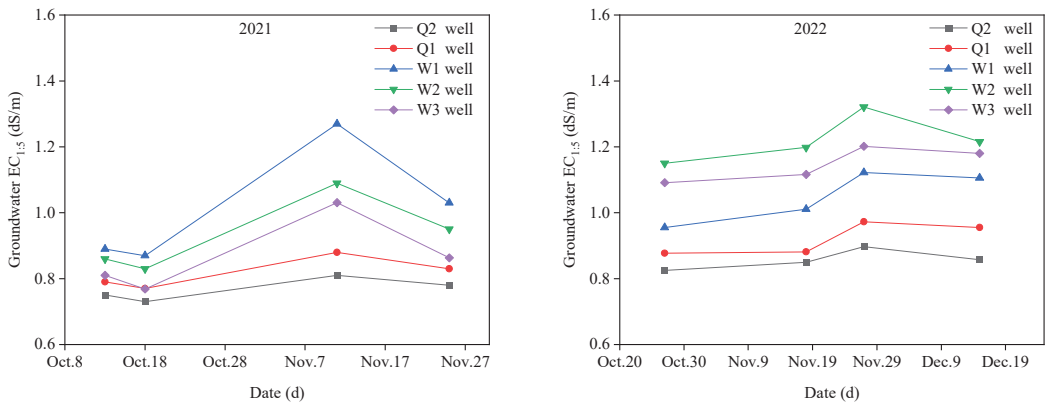 2021
Q2 well
Q1 well
W1 well
W2 well
W3 well
1.6
1.4
1.2
1.0
0.8
0.6
Groundwater EC1:5 (dS/m)
Oct.8 Oct.18 Oct.28 Nov.7 Nov.17 Nov.27
Date (d)
2022
Q2 well
Q1 well
W1 well
W2 well
W3 well
1.6
1.4
1.2
1.0
0.8
0.6
Groundwater EC1:5 (dS/m)
Oct.20 Oct.30 Nov.9 Nov.19 Nov.29 Dec.9 Dec.19
Date (d)